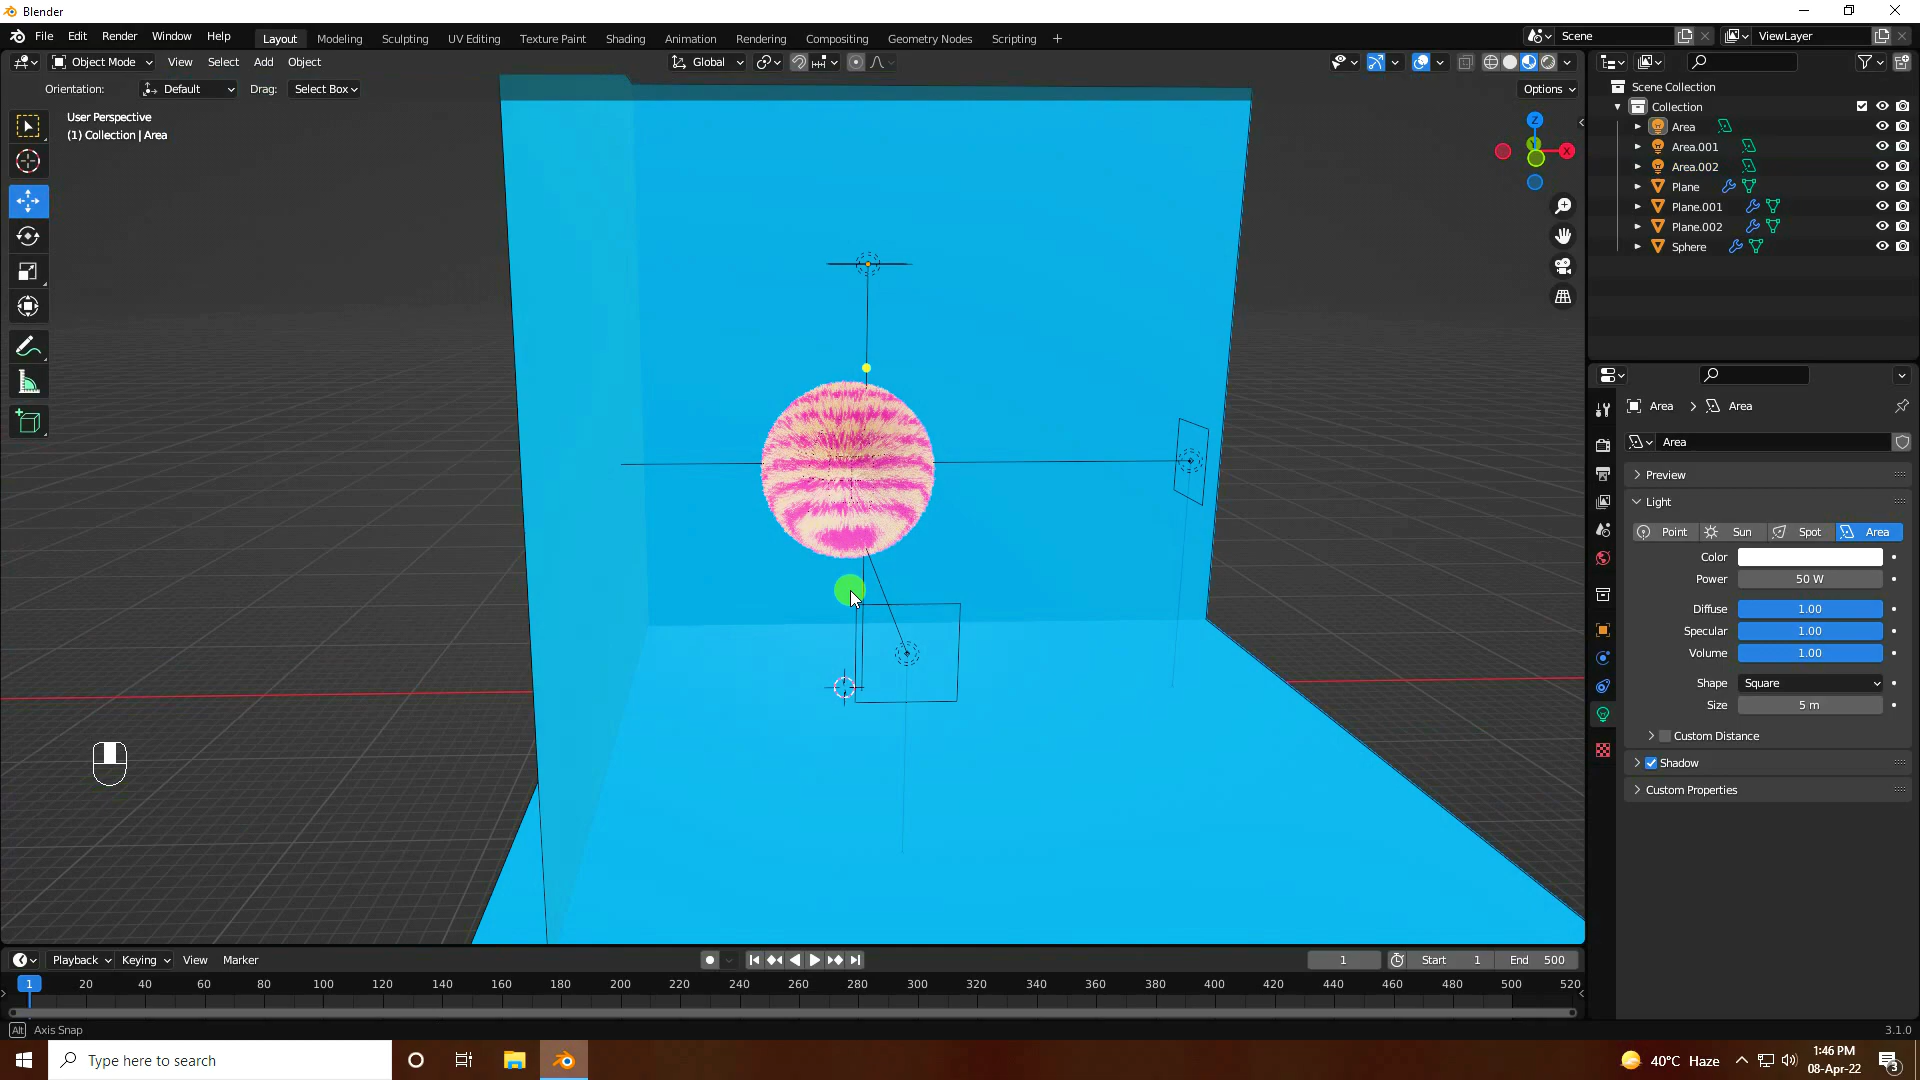 Blender
File Edit Render Window Help Layout Modeling Sculpting UV Editing Texture Paint Shading Animation Rendering Compositing Geometry Nodes Scripting + Scene ViewLayer
Object Mode View Select Add Object Global
Orientation: Default Drag: Select Box Options
User Perspective
(1) Collection | Area
Z
Y
X
Scene Collection
Collection
Area
Area.001
Area.002
Plane
Plane.001
Plane.002
Sphere
Area > Area
Area
Preview
Light
Point Sun Spot Area
Color
Power 50 W
Diffuse 1.00
Specular 1.00
Volume 1.00
Shape Square
Size 5 m
Custom Distance
Shadow
Custom Properties
Playback Keying View Marker 1 Start 1 End 500
1 20 40 60 80 100 120 140 160 180 200 220 240 260 280 300 320 340 360 380 400 420 440 460 480 500 520
Alt Axis Snap 3.1.0
Type here to search 40°C Haze 1:46 PM
08-Apr-22 3